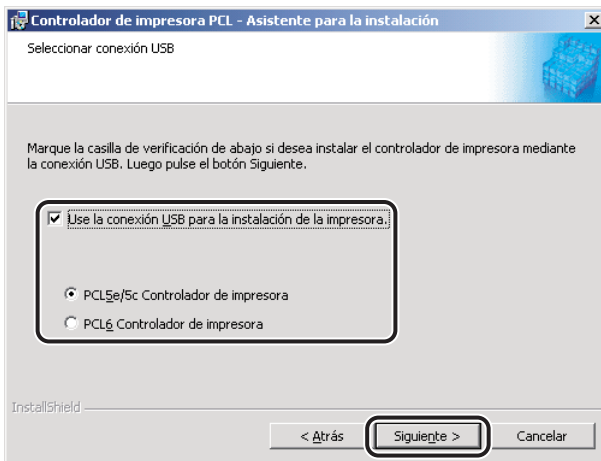 Controlador de impresora PCL - Asistente para la instalación
Seleccionar conexión USB
Marque la casilla de verificación de abajo si desea instalar el controlador de impresora mediante
la conexión USB. Luego pulse el botón Siguiente.
Use la conexión USB para la instalación de la impresora.
PCL5e/5c Controlador de impresora
PCL6 Controlador de impresora
InstallShield
< Atrás
Siguiente >
Cancelar